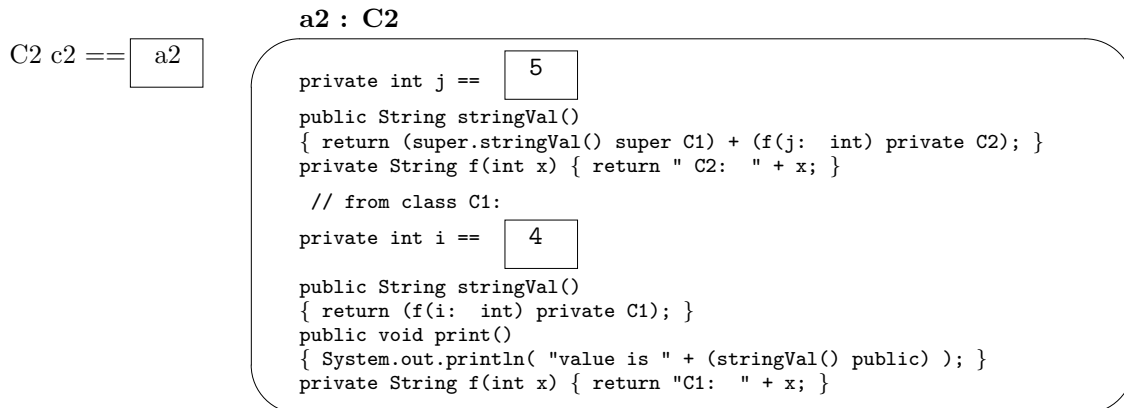 a2 : C2
C2 c2 == a2
private int j == 5
public String stringVal()
{ return (super.stringVal() super C1) + (f(j: int) private C2); }
private String f(int x) { return " C2: " + x; }
// from class C1:
private int i == 4
public String stringVal()
{ return (f(i: int) private C1); }
public void print()
{ System.out.println( "value is " + (stringVal() public) ); }
private String f(int x) { return "C1: " + x; }